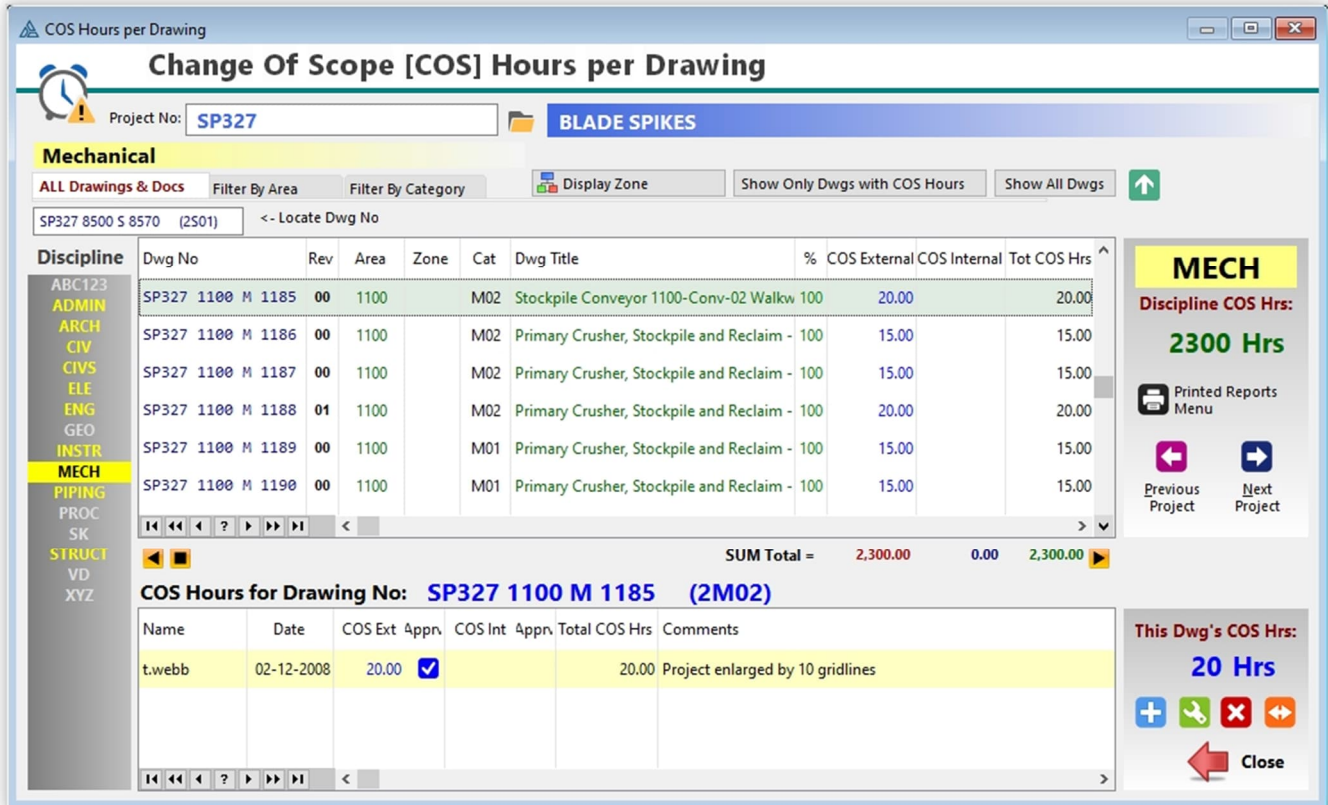 COS Hours per Drawing
Change Of Scope [COS] Hours per Drawing
Project No: SP327 BLADE SPIKES
Mechanical
ALL Drawings & Docs Filter By Area Filter By Category Display Zone Show Only Dwgs with COS Hours Show All Dwgs
SP327 8500 S 8570 (2S01) <- Locate Dwg No
Discipline
ABC123
ADMIN
ARCH
CIV
CIVS
ELE
ENG
GEO
INSTR
MECH
PIPING
PROC
SK
STRUCT
VD
XYZ
Dwg No Rev Area Zone Cat Dwg Title % COS External COS Internal Tot COS Hrs
SP327 1100 M 1185 00 1100 M02 Stockpile Conveyor 1100-Conv-02 Walkw 100 20.00 20.00
SP327 1100 M 1186 00 1100 M02 Primary Crusher, Stockpile and Reclaim - 100 15.00 15.00
SP327 1100 M 1187 00 1100 M02 Primary Crusher, Stockpile and Reclaim - 100 15.00 15.00
SP327 1100 M 1188 01 1100 M02 Primary Crusher, Stockpile and Reclaim - 100 20.00 20.00
SP327 1100 M 1189 00 1100 M01 Primary Crusher, Stockpile and Reclaim - 100 15.00 15.00
SP327 1100 M 1190 00 1100 M01 Primary Crusher, Stockpile and Reclaim - 100 15.00 15.00
?
SUM Total = 2,300.00 0.00 2,300.00
MECH
Discipline COS Hrs:
2300 Hrs
Printed Reports
Menu
Previous
Project
Next
Project
COS Hours for Drawing No: SP327 1100 M 1185 (2M02)
Name Date COS Ext Apprv COS Int Apprv Total COS Hrs Comments
t.webb 02-12-2008 20.00 20.00 Project enlarged by 10 gridlines
?
This Dwg's COS Hrs:
20 Hrs
Close